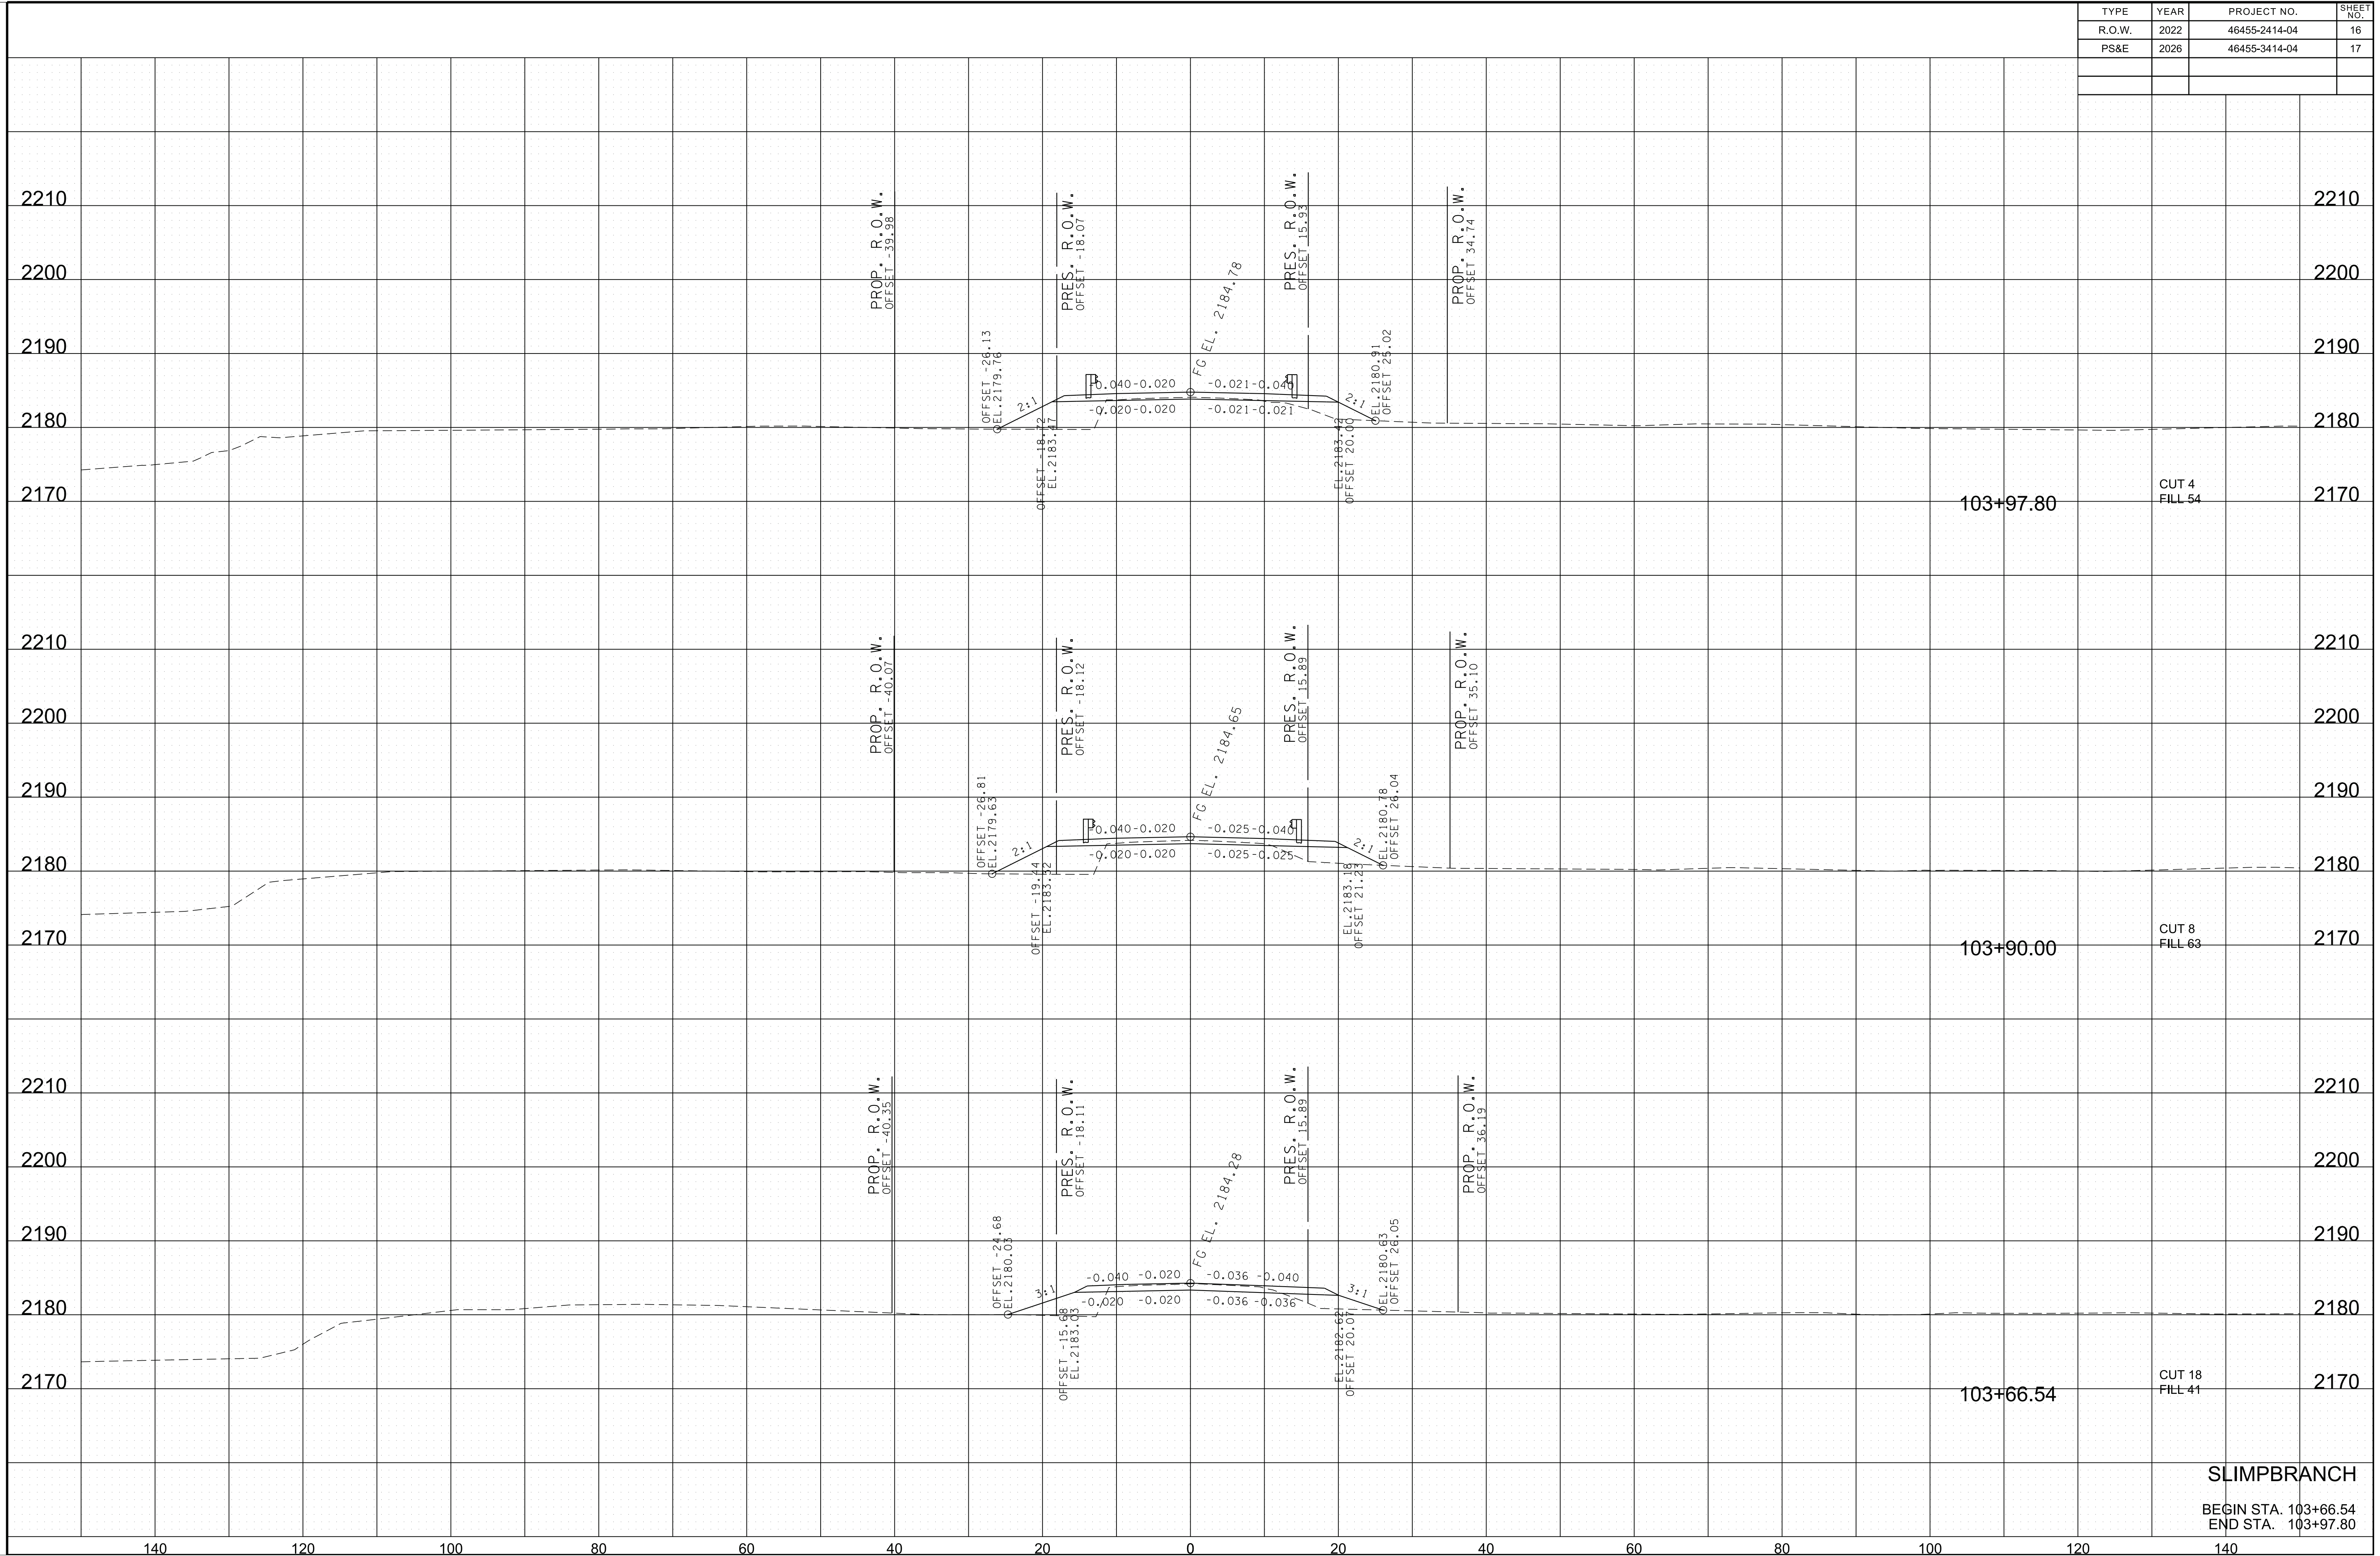 TYPE YEAR PROJECT NO. SHEET NO.
R.O.W. 2022 46455-2414-04 16
PS&E 2026 46455-3414-04 17
2210 2210
PROP. R.O.W.
OFFSET -39.98
PRES. R.O.W.
OFFSET -18.07
PRES. R.O.W.
OFFSET 15.93
PROP. R.O.W.
OFFSET 34.74
2200 2200
FG EL. 2184.78
2190 2190
OFFSET -26.13
EL.2179.76
EL.2180.91
OFFSET 25.02
-0.040 -0.020 -0.021 -0.040
2:1 2:1
-0.020 -0.020 -0.021 -0.021
2180 2180
OFFSET -18.72
EL.2183.47
EL.2183.42
OFFSET 20.00
2170 2170
103+97.80
CUT 4
FILL 54
2210 2210
PROP. R.O.W.
OFFSET -40.07
PRES. R.O.W.
OFFSET -18.12
PRES. R.O.W.
OFFSET 15.89
PROP. R.O.W.
OFFSET 35.10
2200 2200
FG EL. 2184.65
2190 2190
OFFSET -26.81
EL.2179.63
EL.2180.78
OFFSET 26.04
-0.040 -0.020 -0.025 -0.040
2:1 2:1
-0.020 -0.020 -0.025 -0.025
2180 2180
OFFSET -19.44
EL.2183.32
EL.2183.18
OFFSET 21.23
2170 2170
103+90.00
CUT 8
FILL 63
2210 2210
PROP. R.O.W.
OFFSET -40.35
PRES. R.O.W.
OFFSET -18.11
PRES. R.O.W.
OFFSET 15.89
PROP. R.O.W.
OFFSET 36.19
2200 2200
FG EL. 2184.28
2190 2190
OFFSET -24.68
EL.2180.03
EL.2180.63
OFFSET 26.05
-0.040 -0.020 -0.036 -0.040
3:1 3:1
-0.020 -0.020 -0.036 -0.036
2180 2180
OFFSET -15.68
EL.2183.03
EL.2182.62
OFFSET 20.07
2170 2170
103+66.54
CUT 18
FILL 41
SLIMPBRANCH
BEGIN STA. 103+66.54
END STA. 103+97.80
140 120 100 80 60 40 20 0 20 40 60 80 100 120 140